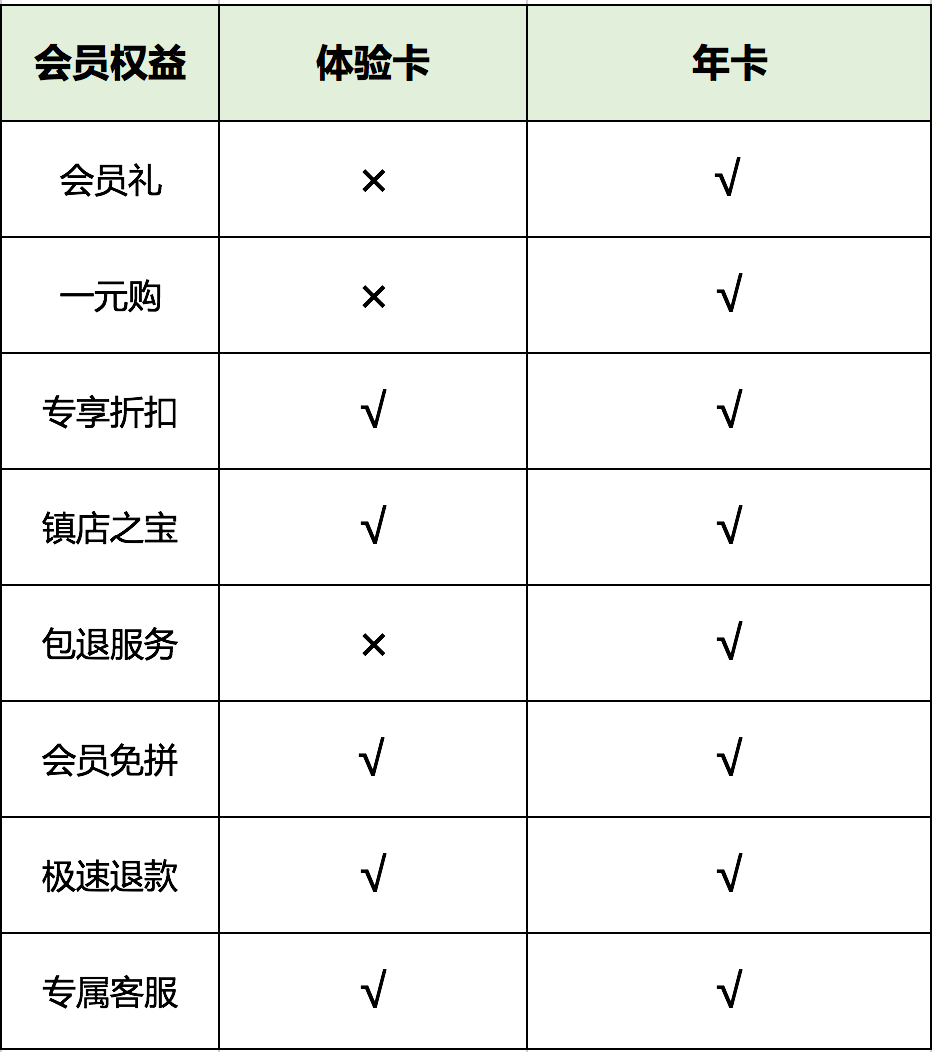 会员权益 体验卡 年卡
会员礼 × √
一元购 × √
专享折扣 √ √
镇店之宝 √ √
包退服务 × √
会员免拼 √ √
极速退款 √ √
专属客服 √ √